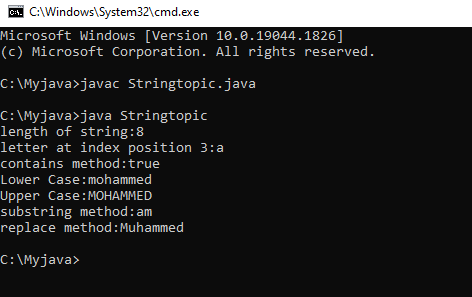 C:\Windows\System32\cmd.exe
Microsoft Windows [Version 10.0.19044.1826]
(c) Microsoft Corporation. All rights reserved.
C:\Myjava>javac Stringtopic.java
C:\Myjava>java Stringtopic
length of string:8
letter at index position 3:a
contains method:true
Lower Case:mohammed
Upper Case:MOHAMMED
substring method:am
replace method:Muhammed
C:\Myjava>